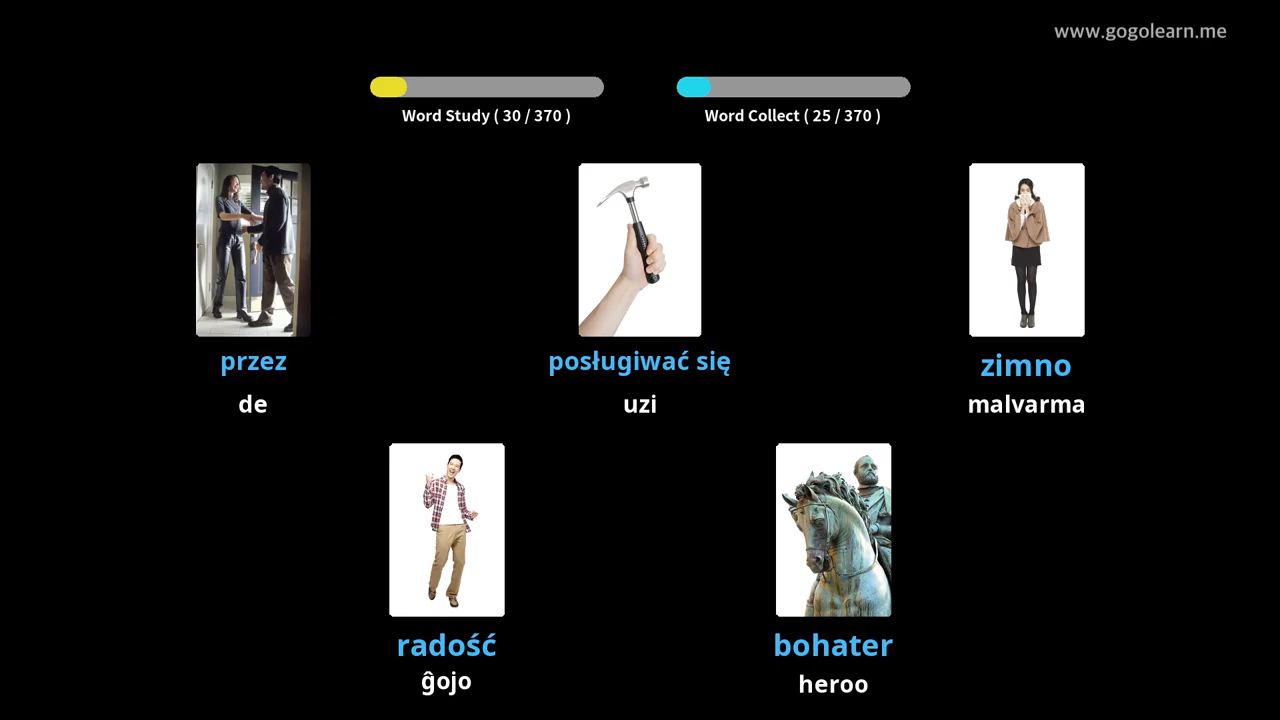 www.gogolearn.me
Word Study ( 30 / 370 )
Word Collect ( 25 / 370 )
przez
de
posługiwać się
uzi
zimno
malvarma
radość
ĝojo
bohater
heroo